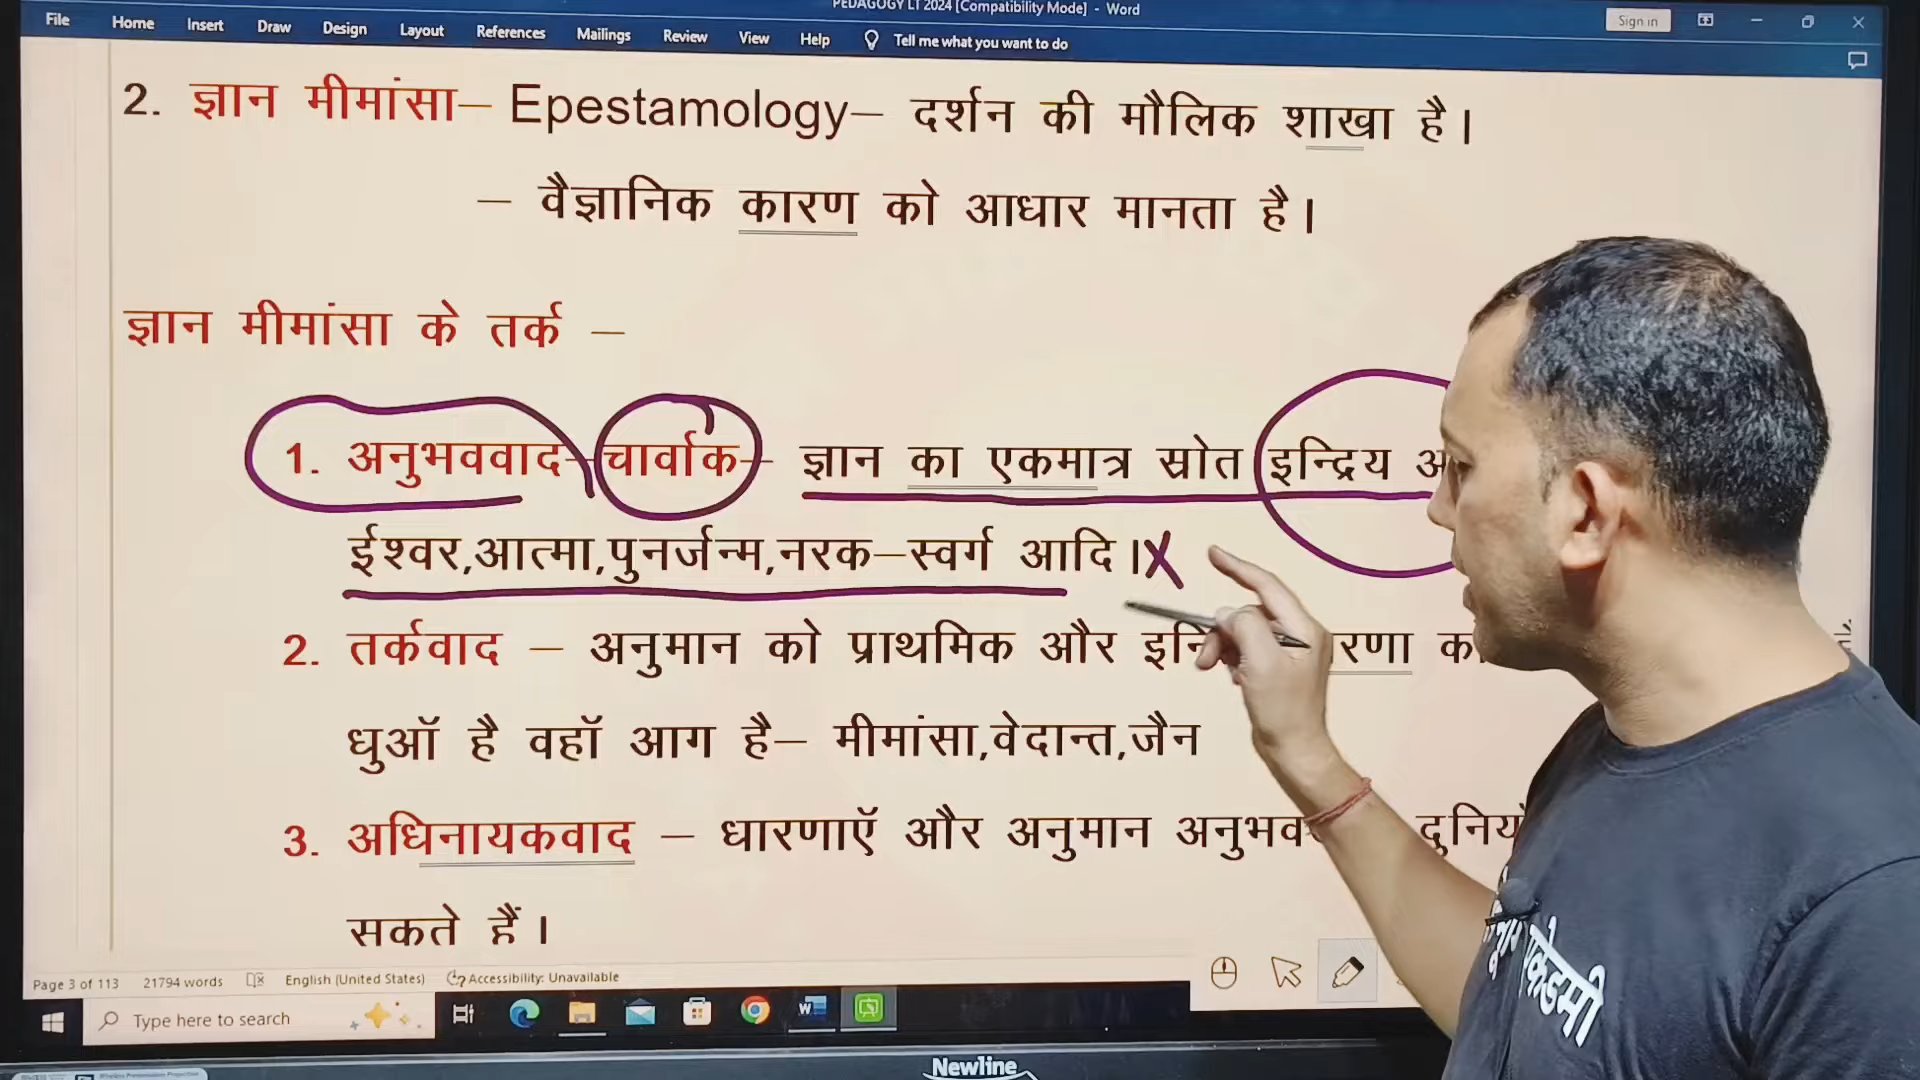 PEDAGOGY LT 2024 [Compatibility Mode] - Word
Sign in
File Home Insert Draw Design Layout References Mailings Review View Help Tell me what you want to do
2. ज्ञान मीमांसा– Epestamology– दर्शन की मौलिक शाखा है।
– वैज्ञानिक कारण को आधार मानता है।
ज्ञान मीमांसा के तर्क –
1. अनुभववाद–चार्वाक– ज्ञान का एकमात्र स्रोत इन्द्रिय
ईश्वर,आत्मा,पुनर्जन्म,नरक–स्वर्ग आदि।X
2. तर्कवाद – अनुमान को प्राथमिक और
धुऑ है वहॉ आग है– मीमांसा,वेदान्त,जैन
3. अधिनायकवाद – धारणाऍ और अनुमान
सकते हैं।
Page 3 of 113 21794 words English (United States) Accessibility: Unavailable
Type here to search
Newline
एकेडमी